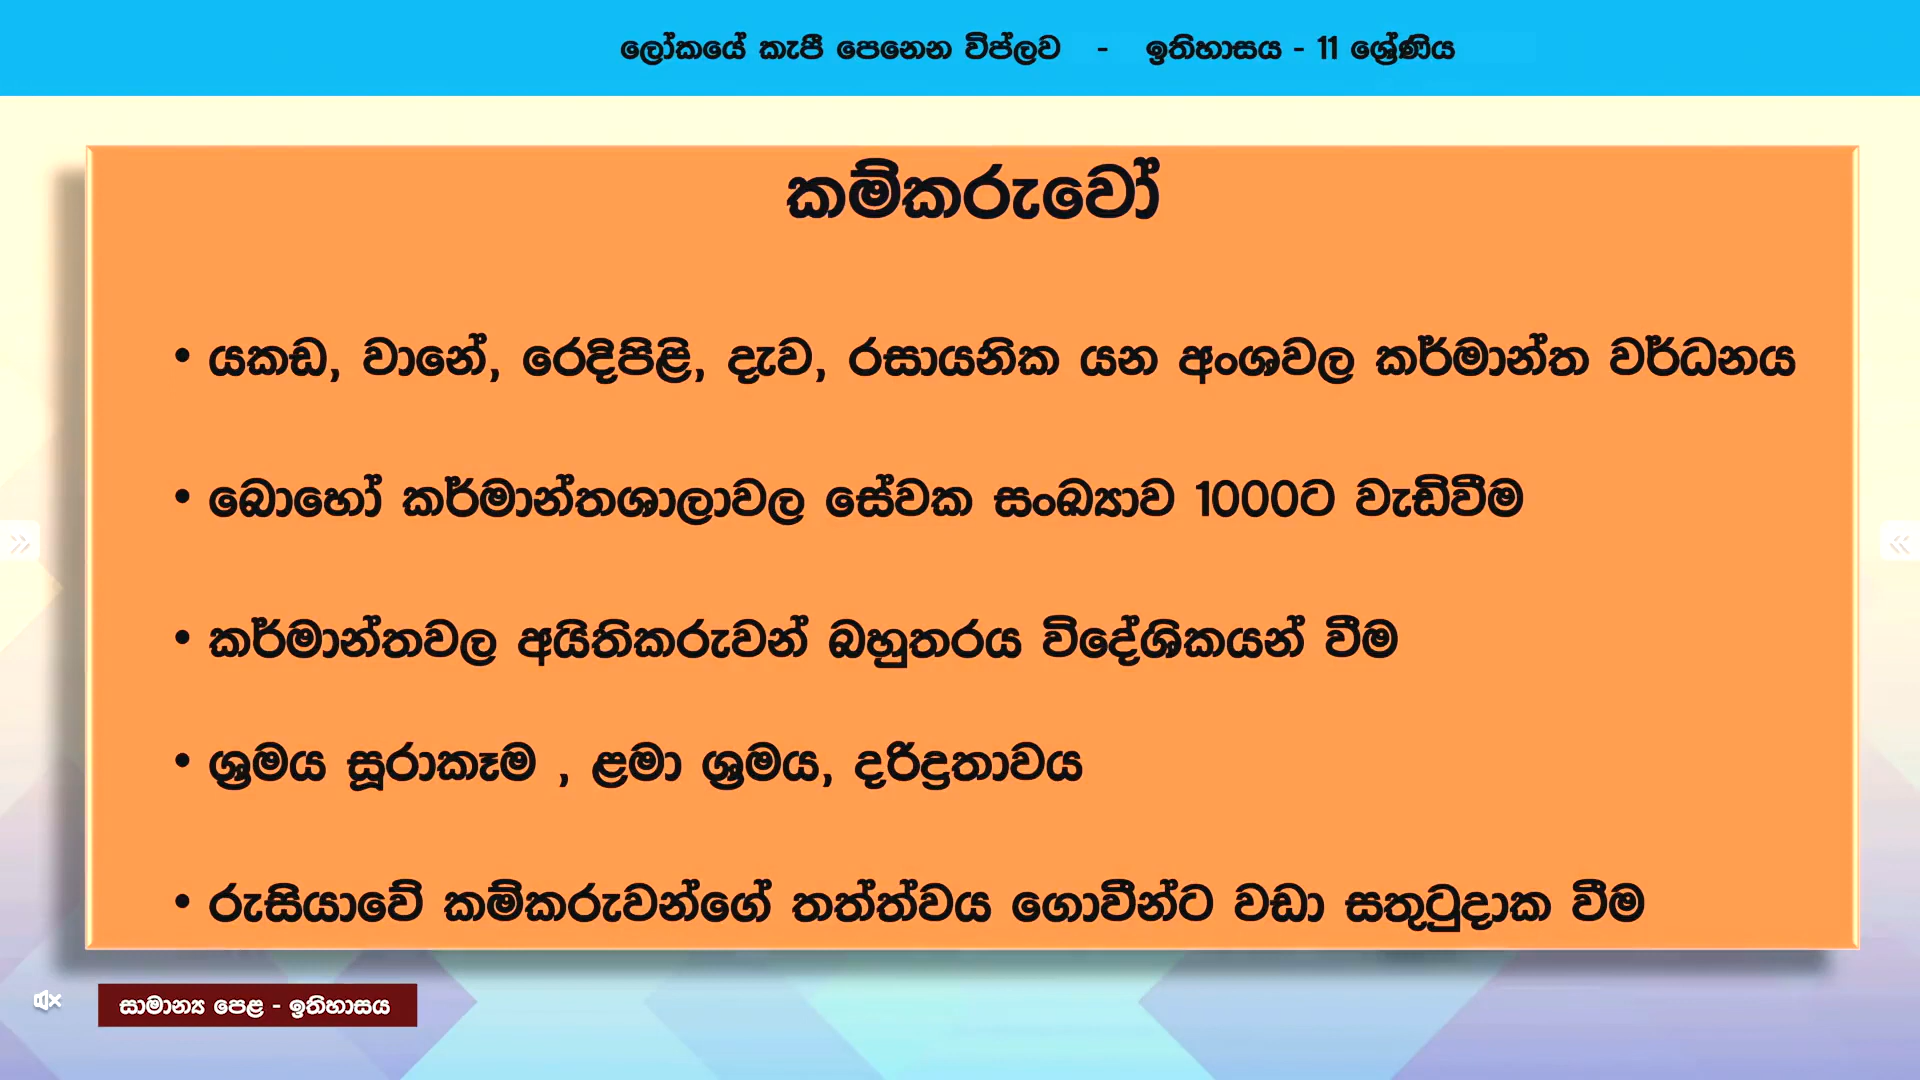 ලෝකයේ කැපී පෙනෙන විප්ලව - ඉතිහාසය - 11 ශ්‍රේණිය
කම්කරුවෝ
• යකඩ, වානේ, රෙදිපිළි, දැව, රසායනික යන අංශවල කර්මාන්ත වර්ධනය
• බොහෝ කර්මාන්තශාලාවල සේවක සංඛ්‍යාව 1000ට වැඩිවීම
• කර්මාන්තවල අයිතිකරුවන් බහුතරය විදේශිකයන් වීම
• ශ්‍රමය සූරාකෑම , ළමා ශ්‍රමය, දරිද්‍රතාවය
• රුසියාවේ කම්කරුවන්ගේ තත්ත්වය ගොවීන්ට වඩා සතුටුදාක වීම
සාමාන්‍ය පෙළ - ඉතිහාසය